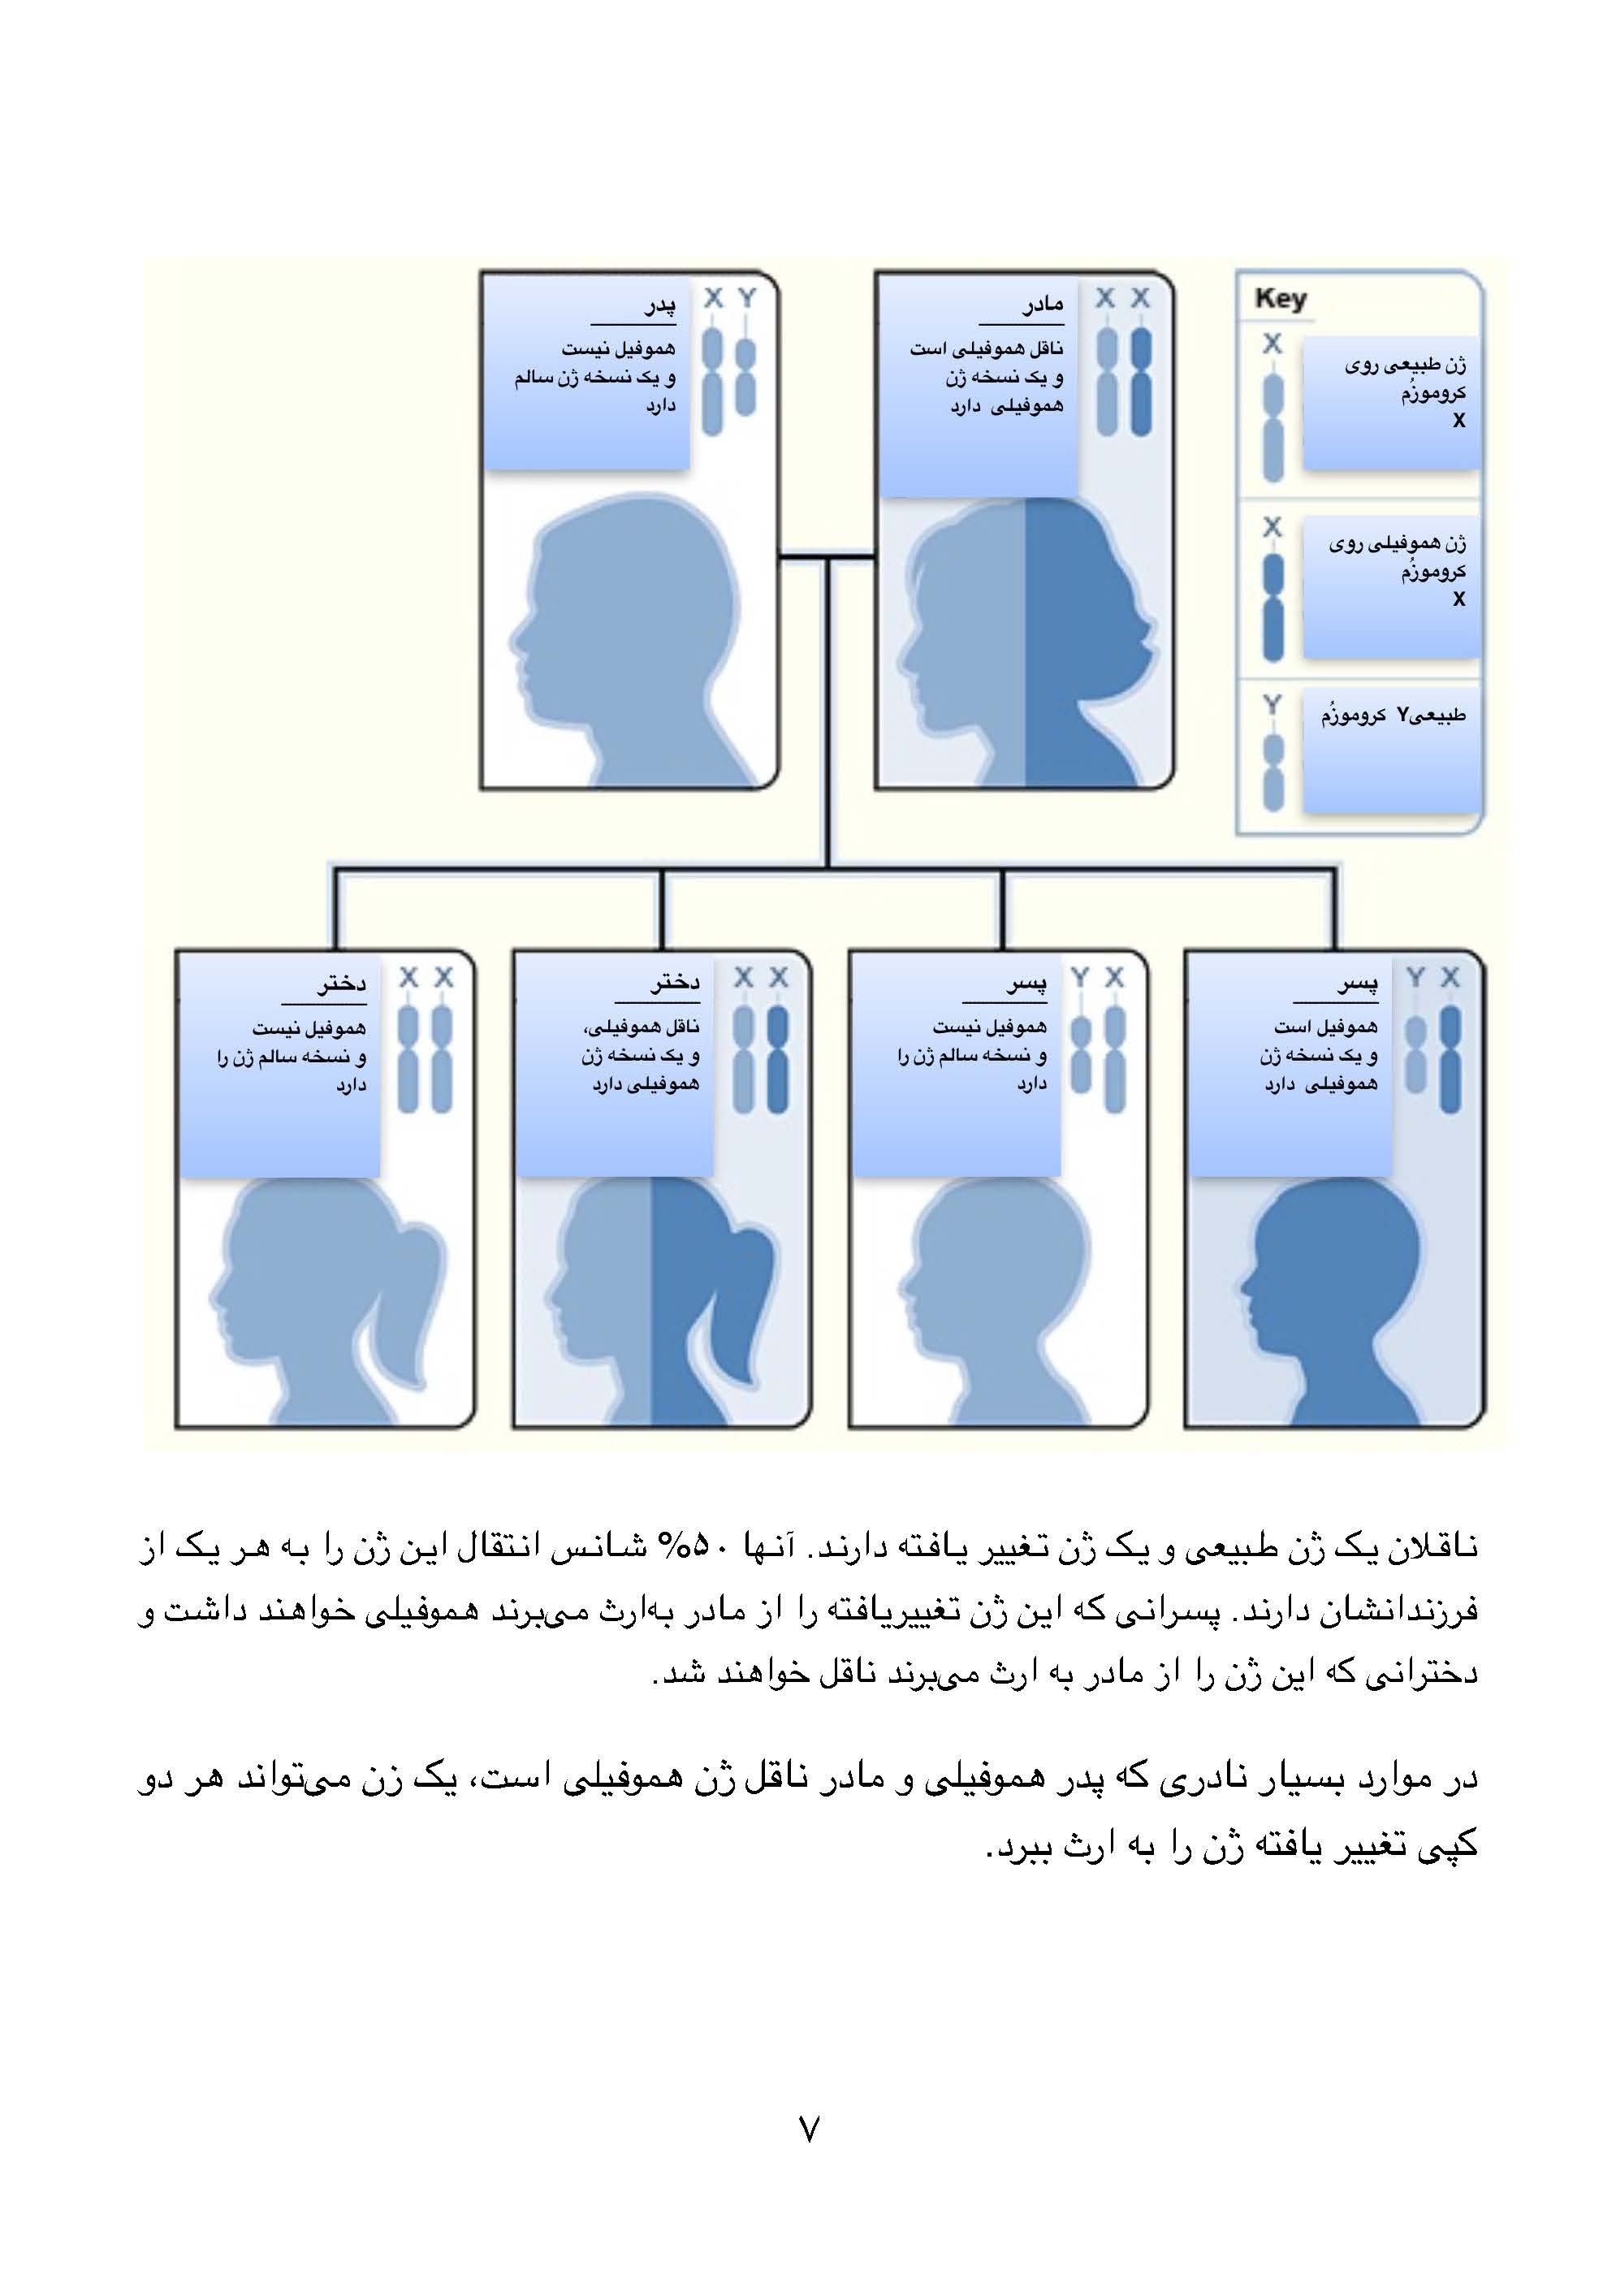 Key
X
ژن طبیعی روی
کروموزُم
X
X
ژن هموفیلی روی
کروموزُم
X
Y
طبیعیY کروموزُم
X X
مادر
ناقل هموفیلی است
و یک نسخه ژن
هموفیلی دارد
X Y
پدر
هموفیل نیست
و یک نسخه ژن سالم
دارد
Y X
پسر
هموفیل است
و یک نسخه ژن
هموفیلی دارد
Y X
پسر
هموفیل نیست
و نسخه سالم ژن را
دارد
X X
دختر
ناقل هموفیلی،
و یک نسخه ژن
هموفیلی دارد
X X
دختر
هموفیل نیست
و نسخه سالم ژن را
دارد
ناقلان یک ژن طبیعی و یک ژن تغییر یافته دارند. آنها ۵۰% شانس انتقال این ژن را به هر یک از
فرزندانشان دارند. پسرانی که این ژن تغییریافته را از مادر به‌ارث می‌برند هموفیلی خواهند داشت و
دخترانی که این ژن را از مادر به ارث می‌برند ناقل خواهند شد.
در موارد بسیار نادری که پدر هموفیلی و مادر ناقل ژن هموفیلی است، یک زن می‌تواند هر دو
کپی تغییر یافته ژن را به ارث ببرد.
۷